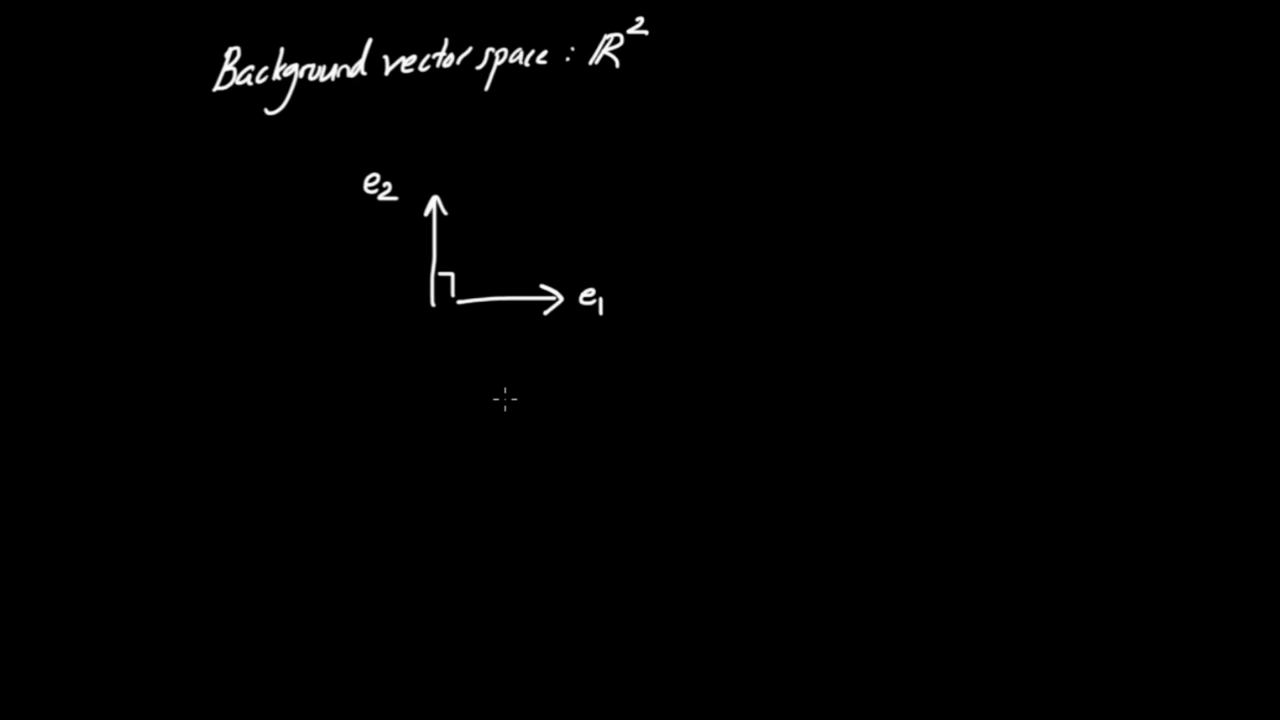 Background vector space : ℝ²
e₂
e₁